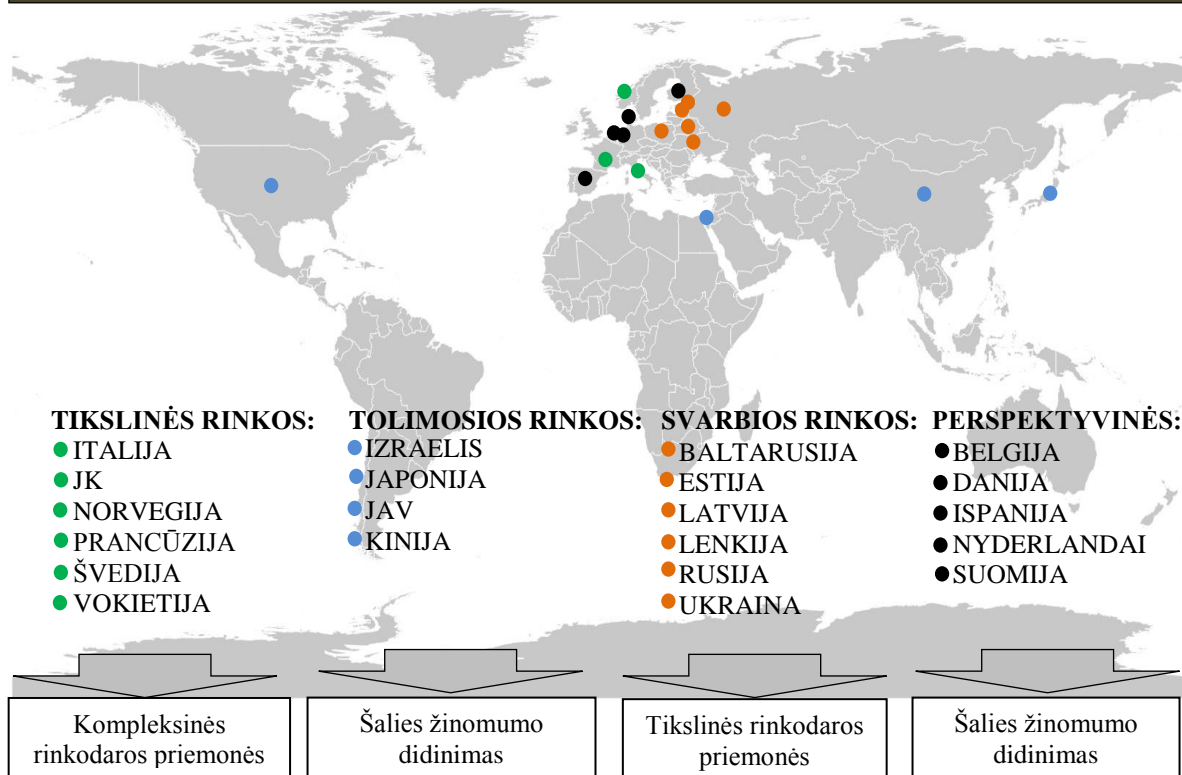 TIKSLINĖS RINKOS:
ITALIJA
JK
NORVEGIJA
PRANCŪZIJA
ŠVEDIJA
VOKIETIJA
TOLIMOSIOS RINKOS:
IZRAELIS
JAPONIJA
JAV
KINIJA
SVARBIOS RINKOS:
BALTARUSIJA
ESTIJA
LATVIJA
LENKIJA
RUSIJA
UKRAINA
PERSPEKTYVINĖS:
BELGIJA
DANIJA
ISPANIJA
NYDERLANDAI
SUOMIJA
Kompleksinės
rinkodaros priemonės
Šalies žinomumo
didinimas
Tikslinės rinkodaros
priemonės
Šalies žinomumo
didinimas